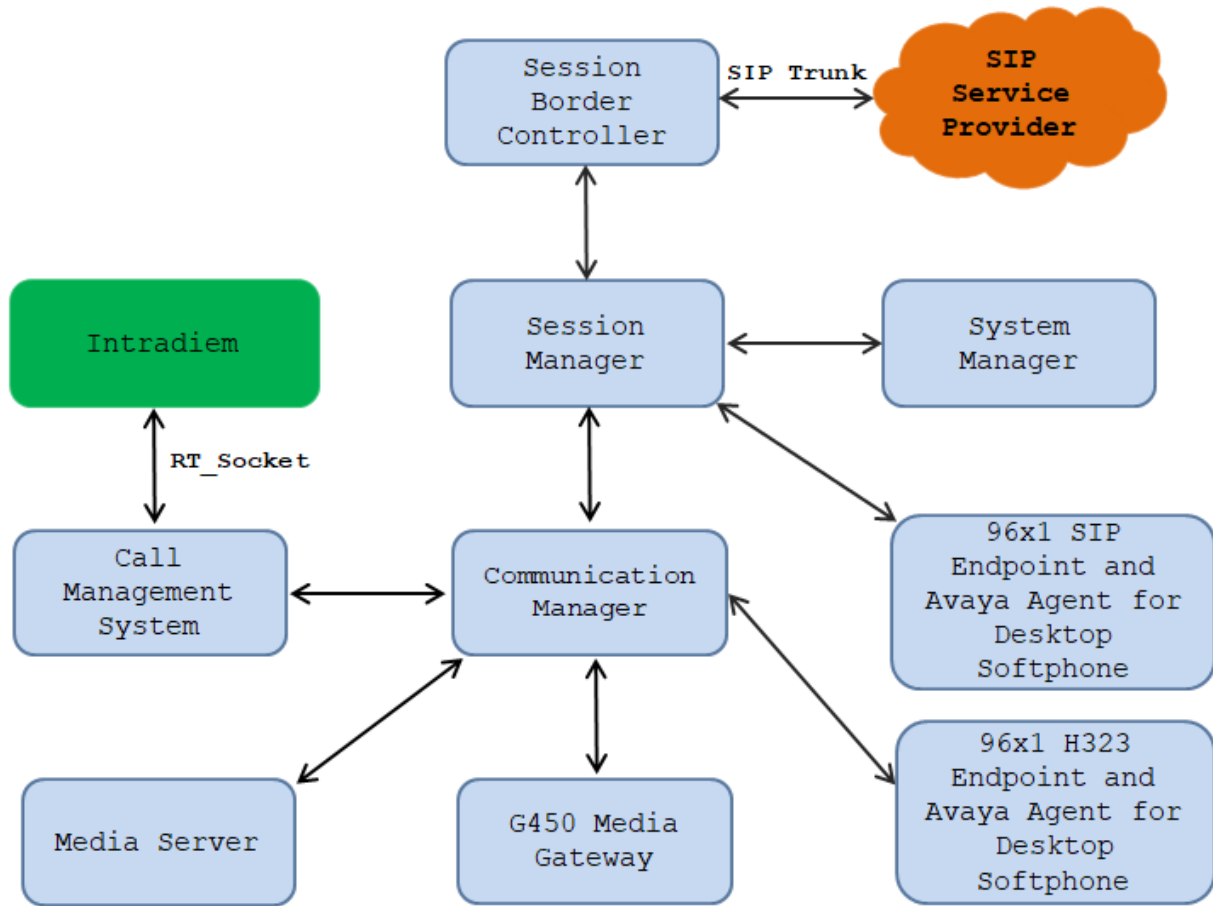 Session
Border
Controller
SIP Trunk
SIP
Service
Provider
Intradiem
Session
Manager
System
Manager
RT_Socket
Call
Management
System
Communication
Manager
96x1 SIP
Endpoint and
Avaya Agent for
Desktop
Softphone
Media Server
G450 Media
Gateway
96x1 H323
Endpoint and
Avaya Agent for
Desktop
Softphone